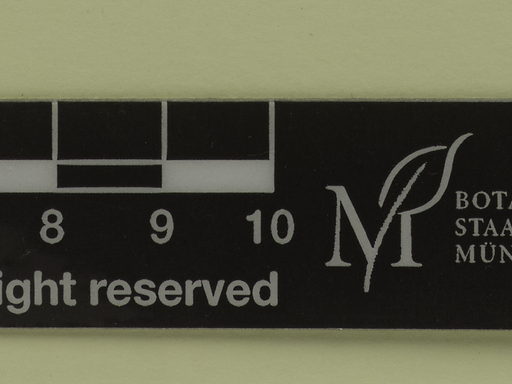 8 9 10
ight reserved
M
BOTA
STAA
MÜN